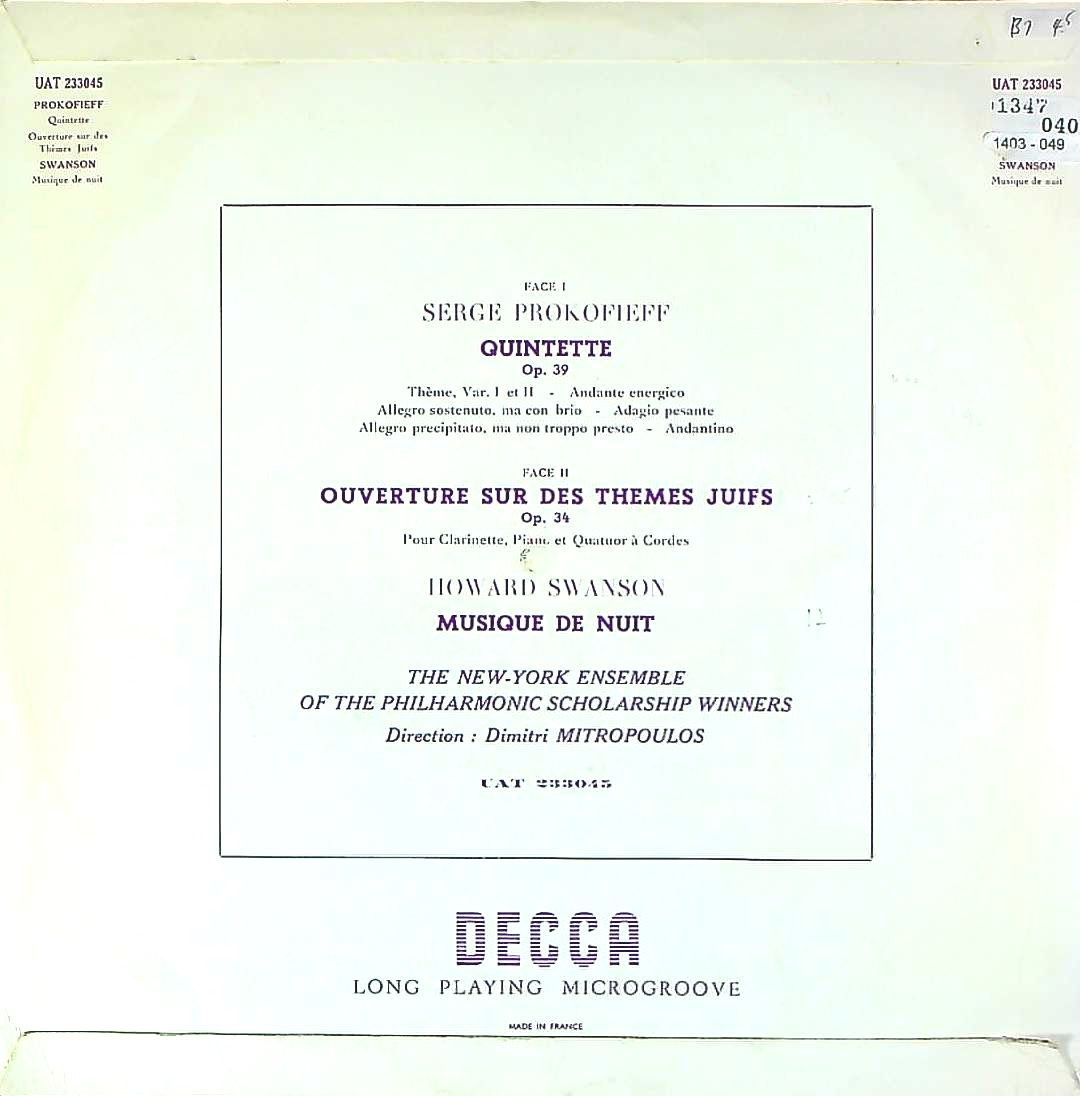 B7 45
UAT 233045
PROKOFIEFF
Quintette
Ouverture sur des
Thèmes Juifs
SWANSON
Musique de nuit
UAT 233045
1347
040
1403 - 049
SWANSON
Musique de nuit
FACE I
SERGE PROKOFIEFF
QUINTETTE
Op. 39
Thème, Var. I et II - Andante energico
Allegro sostenuto, ma con brio - Adagio pesante
Allegro precipitato, ma non troppo presto - Andantino
FACE II
OUVERTURE SUR DES THEMES JUIFS
Op. 34
Pour Clarinette, Piano et Quatuor à Cordes
HOWARD SWANSON
MUSIQUE DE NUIT
THE NEW-YORK ENSEMBLE
OF THE PHILHARMONIC SCHOLARSHIP WINNERS
Direction : Dimitri MITROPOULOS
UAT 233045
DECCA
LONG PLAYING MICROGROOVE
MADE IN FRANCE